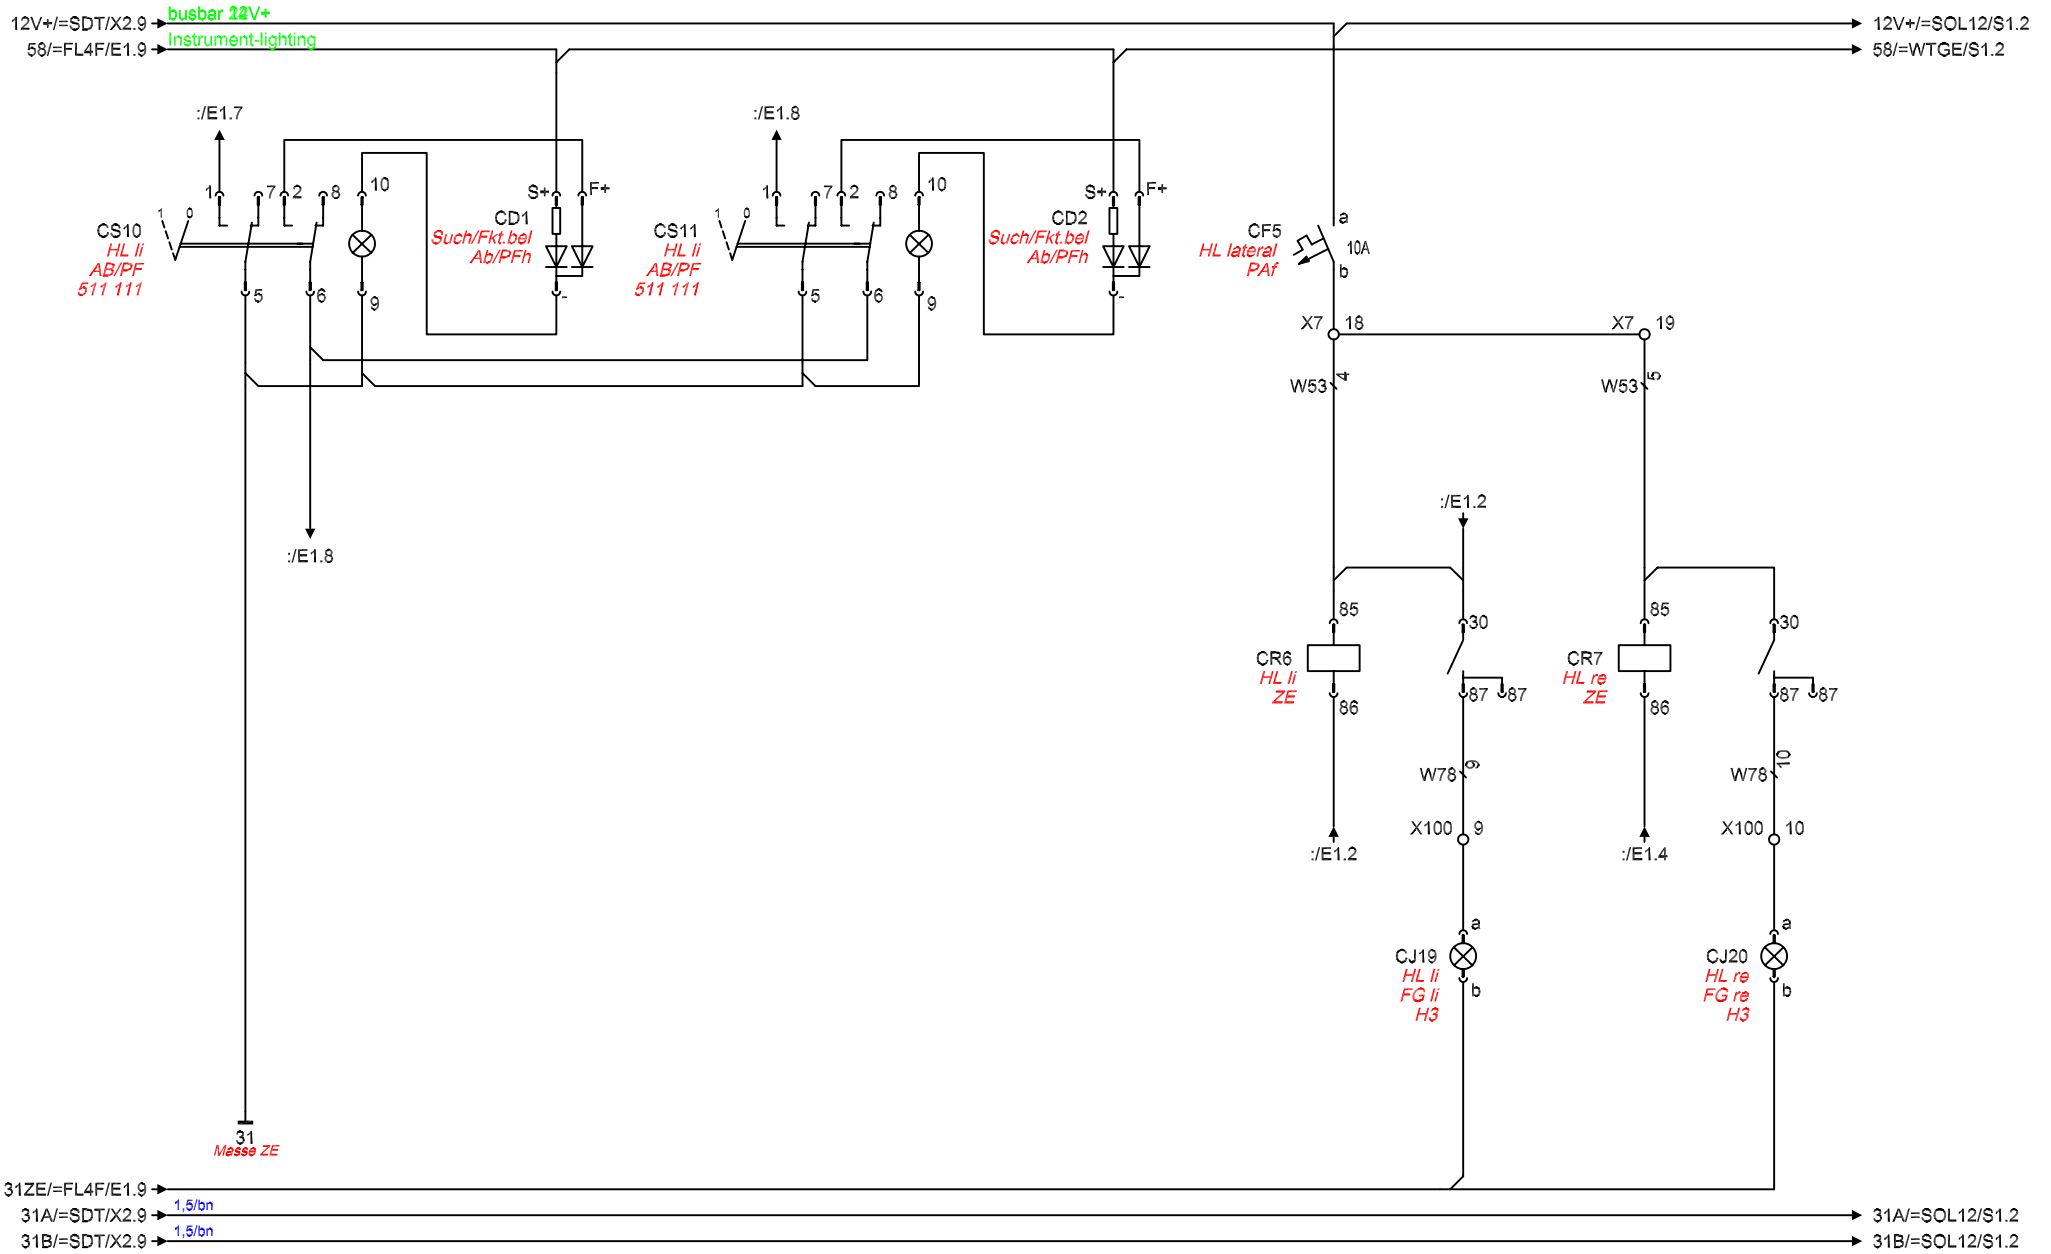 12V+/=SDT/X2.9
busbar 12V+
12V+/=SOL12/S1.2
58/=FL4F/E1.9
Instrument-lighting
58/=WTGE/S1.2
:/E1.7
:/E1.8
1 7 2 8 10
S+ F+
1 7 2 8 10
S+ F+
1 0
CS10
HL li
AB/PF
511 111
5 6 9
CD1
Such/Fkt.bel
Ab/PFh
-
1 0
CS11
HL li
AB/PF
511 111
5 6 9
CD2
Such/Fkt.bel
Ab/PFh
-
a
CF5
10A
HL lateral
PAf
b
X7 18
X7 19
W53 4
W53 5
:/E1.2
:/E1.8
85
30
85
30
CR6
HL li
ZE
86
87 87
CR7
HL re
ZE
86
87 87
W78 9
W78 10
X100 9
X100 10
:/E1.2
:/E1.4
a
CJ19
HL li
FG li
H3
b
a
CJ20
HL re
FG re
H3
b
31
Masse ZE
31ZE/=FL4F/E1.9
31A/=SDT/X2.9
1,5/bn
31A/=SOL12/S1.2
31B/=SDT/X2.9
1,5/bn
31B/=SOL12/S1.2